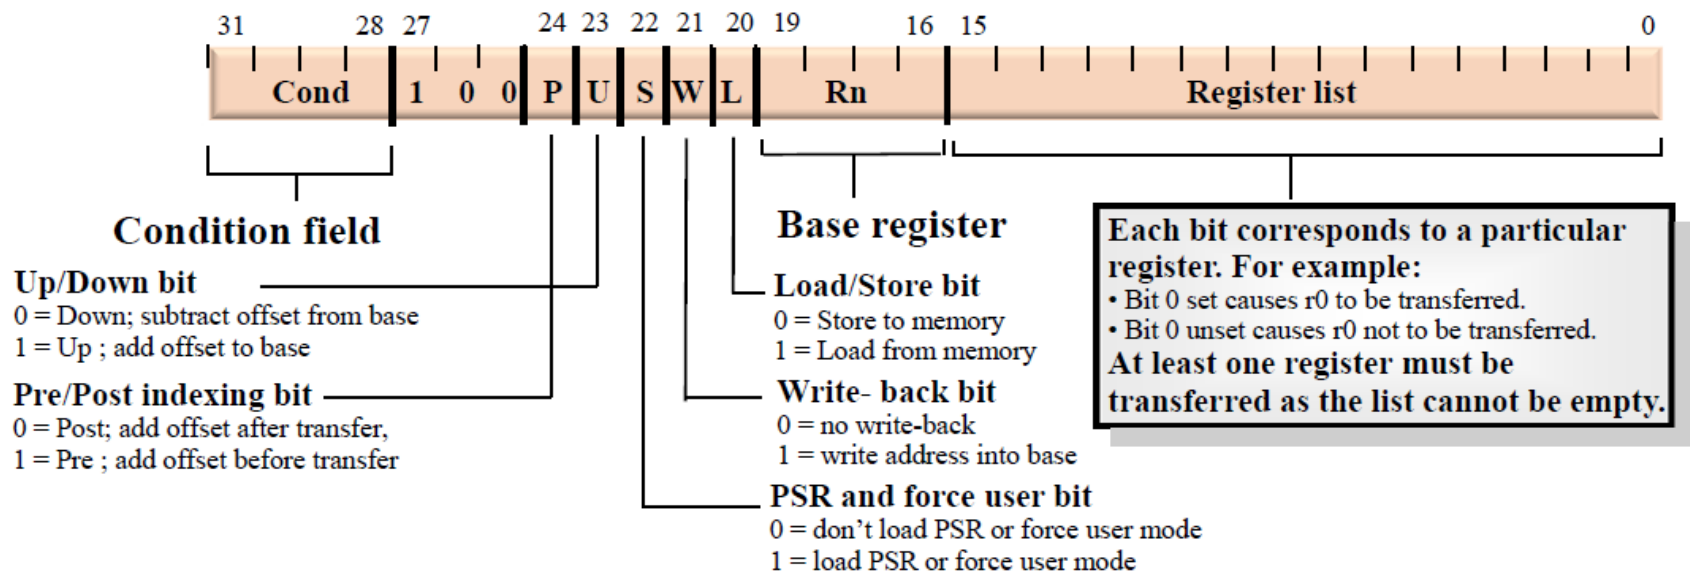 31 28 27 24 23 22 21 20 19 16 15 0
Cond 1 0 0 P U S W L Rn Register list
Condition field
Up/Down bit
0 = Down; subtract offset from base
1 = Up ; add offset to base
Pre/Post indexing bit
0 = Post; add offset after transfer,
1 = Pre ; add offset before transfer
Base register
Load/Store bit
0 = Store to memory
1 = Load from memory
Write- back bit
0 = no write-back
1 = write address into base
PSR and force user bit
0 = don’t load PSR or force user mode
1 = load PSR or force user mode
Each bit corresponds to a particular
register. For example:
• Bit 0 set causes r0 to be transferred.
• Bit 0 unset causes r0 not to be transferred.
At least one register must be
transferred as the list cannot be empty.